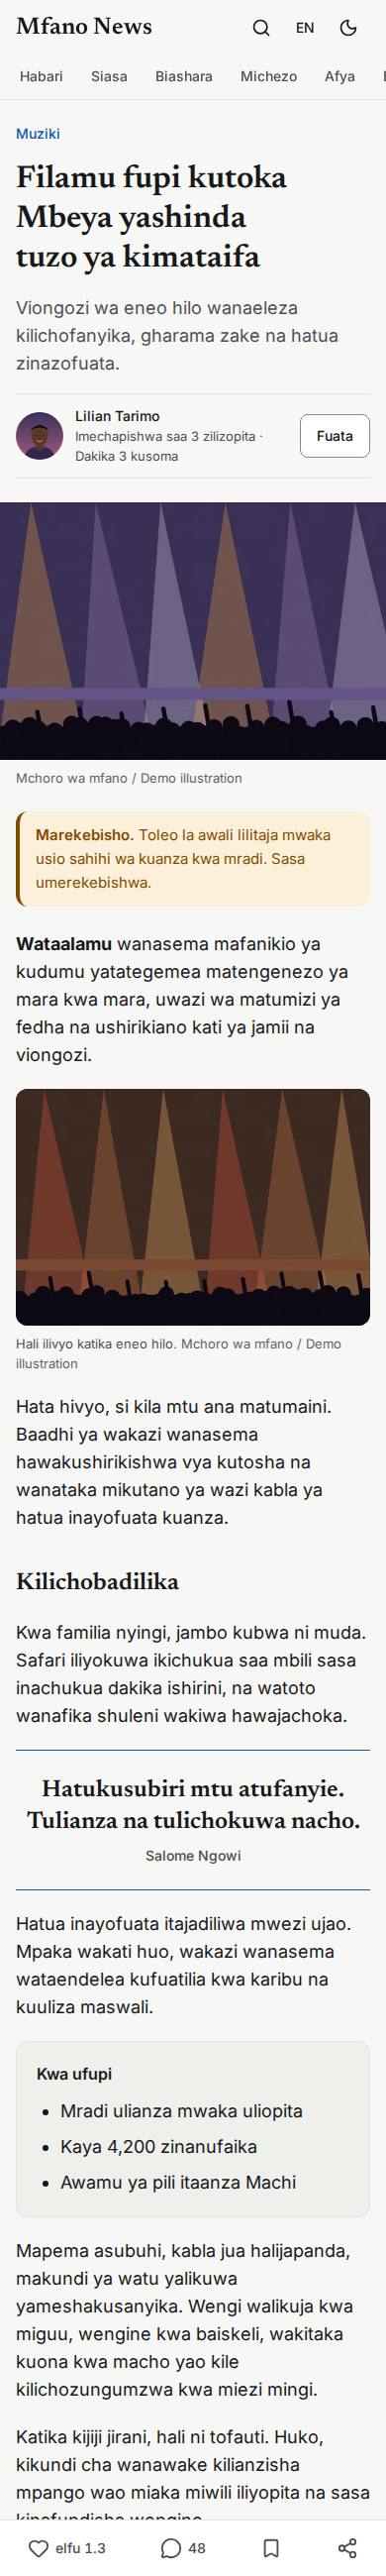 Mfano News
EN
Habari Siasa Biashara Michezo Afya
Muziki
Filamu fupi kutoka
Mbeya yashinda
tuzo ya kimataifa
Viongozi wa eneo hilo wanaeleza
kilichofanyika, gharama zake na hatua
zinazofuata.
Lilian Tarimo
Imechapishwa saa 3 zilizopita ·
Dakika 3 kusoma
Fuata
Mchoro wa mfano / Demo illustration
Marekebisho. Toleo la awali lilitaja mwaka
usio sahihi wa kuanza kwa mradi. Sasa
umerekebishwa.
Wataalamu wanasema mafanikio ya
kudumu yatategemea matengenezo ya
mara kwa mara, uwazi wa matumizi ya
fedha na ushirikiano kati ya jamii na
viongozi.
Hali ilivyo katika eneo hilo. Mchoro wa mfano / Demo
illustration
Hata hivyo, si kila mtu ana matumaini.
Baadhi ya wakazi wanasema
hawakushirikishwa vya kutosha na
wanataka mikutano ya wazi kabla ya
hatua inayofuata kuanza.
Kilichobadilika
Kwa familia nyingi, jambo kubwa ni muda.
Safari iliyokuwa ikichukua saa mbili sasa
inachukua dakika ishirini, na watoto
wanafika shuleni wakiwa hawajachoka.
Hatukusubiri mtu atufanyie.
Tulianza na tulichokuwa nacho.
Salome Ngowi
Hatua inayofuata itajadiliwa mwezi ujao.
Mpaka wakati huo, wakazi wanasema
wataendelea kufuatilia kwa karibu na
kuuliza maswali.
Kwa ufupi
• Mradi ulianza mwaka uliopita
• Kaya 4,200 zinanufaika
• Awamu ya pili itaanza Machi
Mapema asubuhi, kabla jua halijapanda,
makundi ya watu yalikuwa
yameshakusanyika. Wengi walikuja kwa
miguu, wengine kwa baiskeli, wakitaka
kuona kwa macho yao kile
kilichozungumzwa kwa miezi mingi.
Katika kijiji jirani, hali ni tofauti. Huko,
kikundi cha wanawake kilianzisha
mpango wao miaka miwili iliyopita na sasa
kinafundisha wengine.
elfu 1.3
48